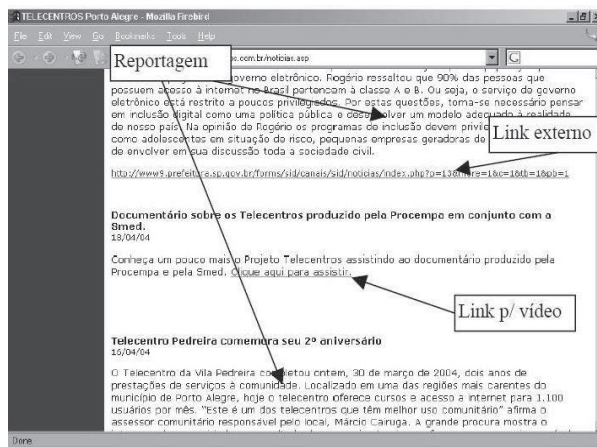 TELECENTROS Porto Alegre - Mozilla Firebird
File Edit View Go Bookmarks Tools Help
.com.br/noticias.asp
Reportagem
governo eletrônico. Rogério ressaltou que 90% das pessoas que
possuem acesso à internet no Brasil pertencem à classe A e B. Ou seja, o serviço de governo
eletrônico está restrito a poucos privilegiados. Por estas questões, torna-se necessário pensar
em inclusão digital como uma política pública e desenvolver um modelo adequado à realidade
de nosso país. Na opinião de Rogério os programas de inclusão devem
como adolescentes em situação de risco, pequenas empresas geradoras de
de envolver em sua discussão toda a sociedade civil.
Link externo
http://www9.prefeitura.sp.gov.br/forms/sid/canais/sid/noticias/index.php?p=13
Documentário sobre os Telecentros produzido pela Procempa em conjunto com a
Smed.
18/04/04
Conheça um pouco mais o Projeto Telecentros assistindo ao documentário produzido pela
Procempa e pela Smed. Clique aqui para assistir.
Link p/ vídeo
Telecentro Pedreira comemora seu 2º aniversário
16/04/04
O Telecentro da Vila Pedreira completou ontem, 30 de março de 2004, dois anos de
prestações de serviços à comunidade. Localizado em uma das regiões mais carentes do
município de Porto Alegre, hoje o telecentro oferece cursos e acesso a internet para 1.100
usuários por mês. "Este é um dos telecentros que têm melhor uso comunitário" afirma o
assessor comunitário responsável pelo local, Márcio Cairuga. A grande procura mostra o
Done